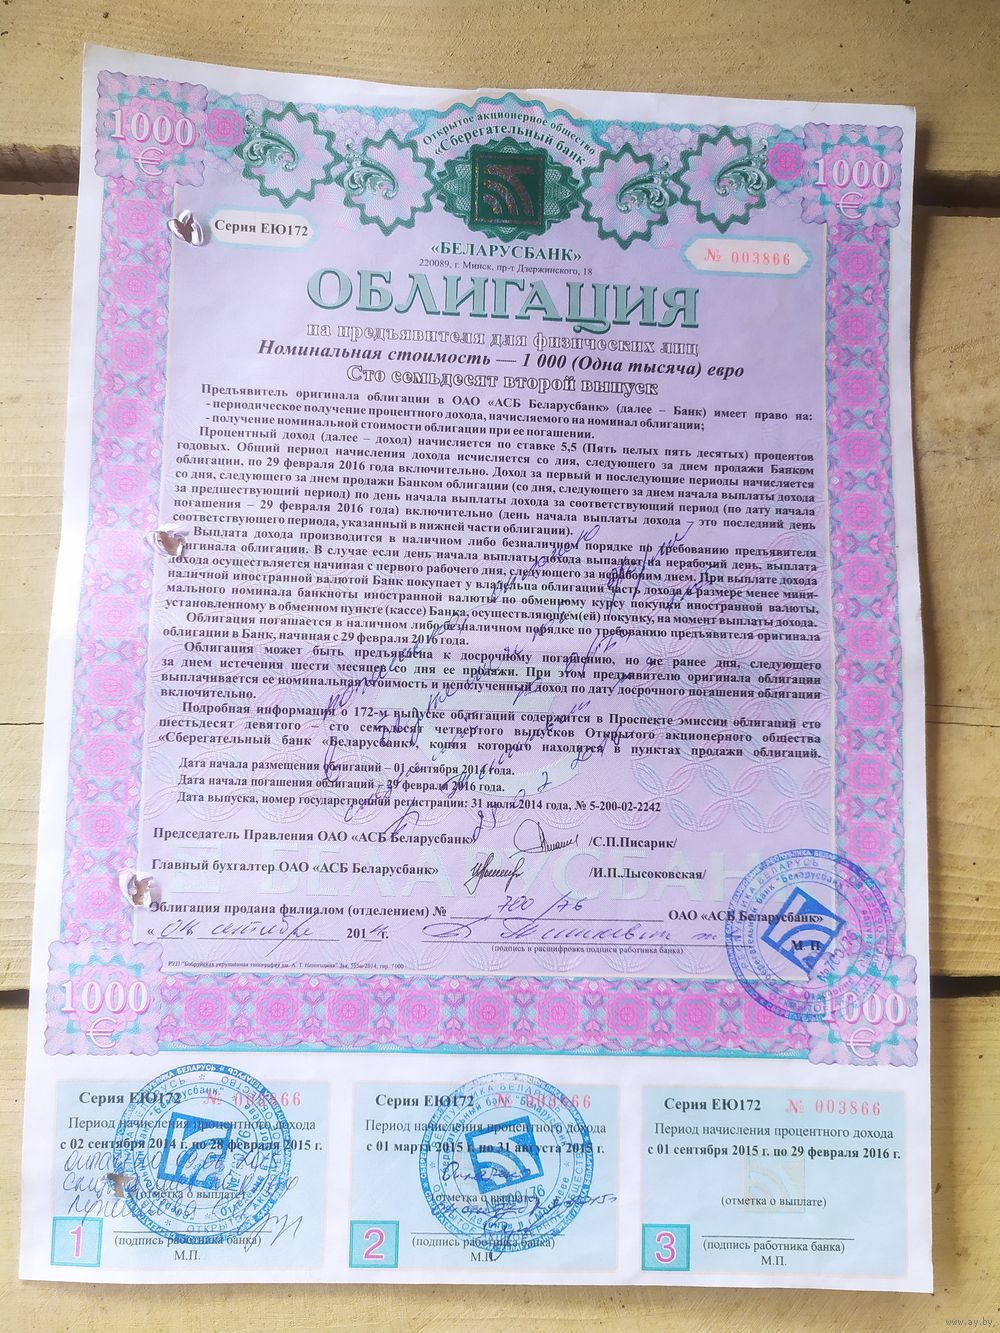 1000
€
1000
€
Открытое акционерное общество
«Сберегательный банк
Серия ЕЮ172
«БЕЛАРУСБАНК»
220089, г. Минск, пр-т Дзержинского, 18
№ 003866
ОБЛИГАЦИЯ
на предъявителя для физических лиц
Номинальная стоимость — 1 000 (Одна тысяча) евро
Сто семьдесят второй выпуск
Предъявитель оригинала облигации в ОАО «АСБ Беларусбанк» (далее – Банк) имеет право на:
- периодическое получение процентного дохода, начисляемого на номинал облигации;
- получение номинальной стоимости облигации при ее погашении.
Процентный доход (далее – доход) начисляется по ставке 5,5 (Пять целых пять десятых) процентов
годовых. Общий период начисления дохода исчисляется со дня, следующего за днем продажи Банком
облигации, по 29 февраля 2016 года включительно. Доход за первый и последующие периоды начисляется
со дня, следующего за днем продажи Банком облигации (со дня, следующего за днем начала выплаты дохода
за предшествующий период) по день начала выплаты дохода за соответствующий период (по дату начала
погашения – 29 февраля 2016 года) включительно (день начала выплаты дохода – это последний день
соответствующего периода, указанный в нижней части облигации).
Выплата дохода производится в наличном либо безналичном порядке по требованию предъявителя
оригинала облигации. В случае если день начала выплаты дохода выпадает на нерабочий день, выплата
дохода осуществляется начиная с первого рабочего дня, следующего за нерабочим днем. При выплате дохода
наличной иностранной валютой Банк покупает у владельца облигации часть дохода в размере менее мини-
мального номинала банкноты иностранной валюты по обменному курсу покупки иностранной валюты,
установленному в обменном пункте (кассе) Банка, осуществляющем(ей) покупку, на момент выплаты дохода.
Облигация погашается в наличном либо безналичном порядке по требованию предъявителя оригинала
облигации в Банк, начиная с 29 февраля 2016 года.
Облигация может быть предъявлена к досрочному погашению, но не ранее дня, следующего
за днем истечения шести месяцев со дня ее продажи. При этом предъявителю оригинала облигации
выплачивается ее номинальная стоимость и неполученный доход по дату досрочного погашения облигации
включительно.
Подробная информация о 172-м выпуске облигаций содержится в Проспекте эмиссии облигаций сто
шестьдесят девятого – сто семьдесят четвертого выпусков Открытого акционерного общества
«Сберегательный банк «Беларусбанк», копия которого находится в пунктах продажи облигаций.
Дата начала размещения облигаций – 01 сентября 2014 года.
Дата начала погашения облигаций – 29 февраля 2016 года.
Дата выпуска, номер государственной регистрации: 31 июля 2014 года, № 5-200-02-2242
БЕЛАРУСБАНК
Председатель Правления ОАО «АСБ Беларусбанк» /С.П.Писарик/
Главный бухгалтер ОАО «АСБ Беларусбанк» /И.П.Лысоковская/
Облигация продана филиалом (отделением) № 700/76 ОАО «АСБ Беларусбанк»
« 04 сентября 2014 г.
(подпись и расшифровка подписи работника банка)
М.П.
1000
€
1000
€
Серия ЕЮ172 № 003866
Период начисления процентного дохода
с 02 сентября 2014 г. по 28 февраля 2015 г.
(отметка о выплате)
1
(подпись работника банка)
М.П.
Серия ЕЮ172 № 003866
Период начисления процентного дохода
с 01 марта 2015 г. по 31 августа 2015 г.
(отметка о выплате)
2
(подпись работника банка)
М.П.
Серия ЕЮ172 № 003866
Период начисления процентного дохода
с 01 сентября 2015 г. по 29 февраля 2016 г.
(отметка о выплате)
3
(подпись работника банка)
М.П.
www.ay.by